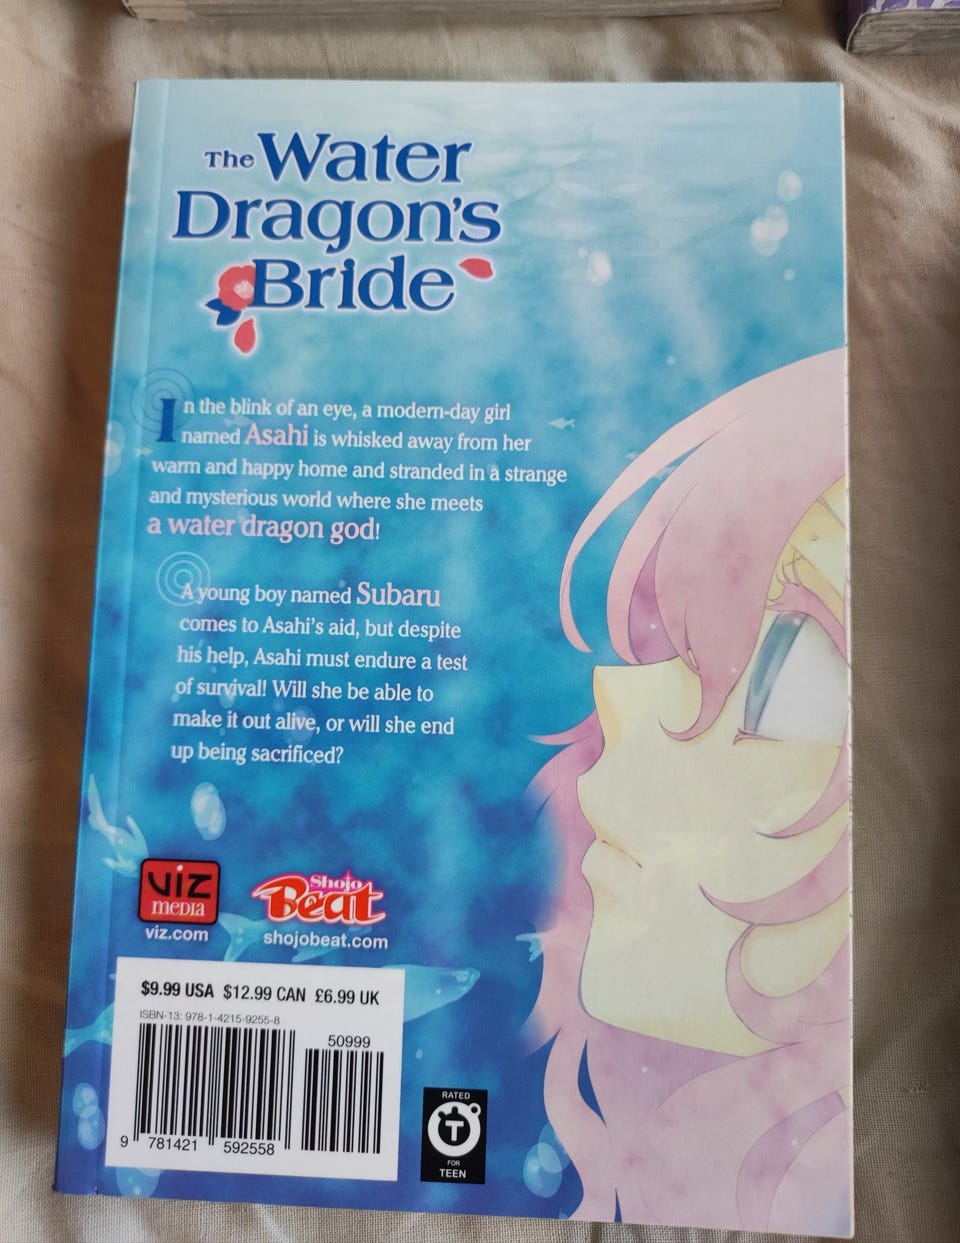 The Water
Dragon's
Bride
In the blink of an eye, a modern-day girl
named Asahi is whisked away from her
warm and happy home and stranded in a strange
and mysterious world where she meets
a water dragon god!
A young boy named Subaru
comes to Asahi's aid, but despite
his help, Asahi must endure a test
of survival! Will she be able to
make it out alive, or will she end
up being sacrificed?
VIZ
MEDIA
viz.com
Shojo
Beat
shojobeat.com
$9.99 USA $12.99 CAN £6.99 UK
ISBN-13: 978-1-4215-9255-8
50999
9 781421 592558
RATED
T
FOR
TEEN